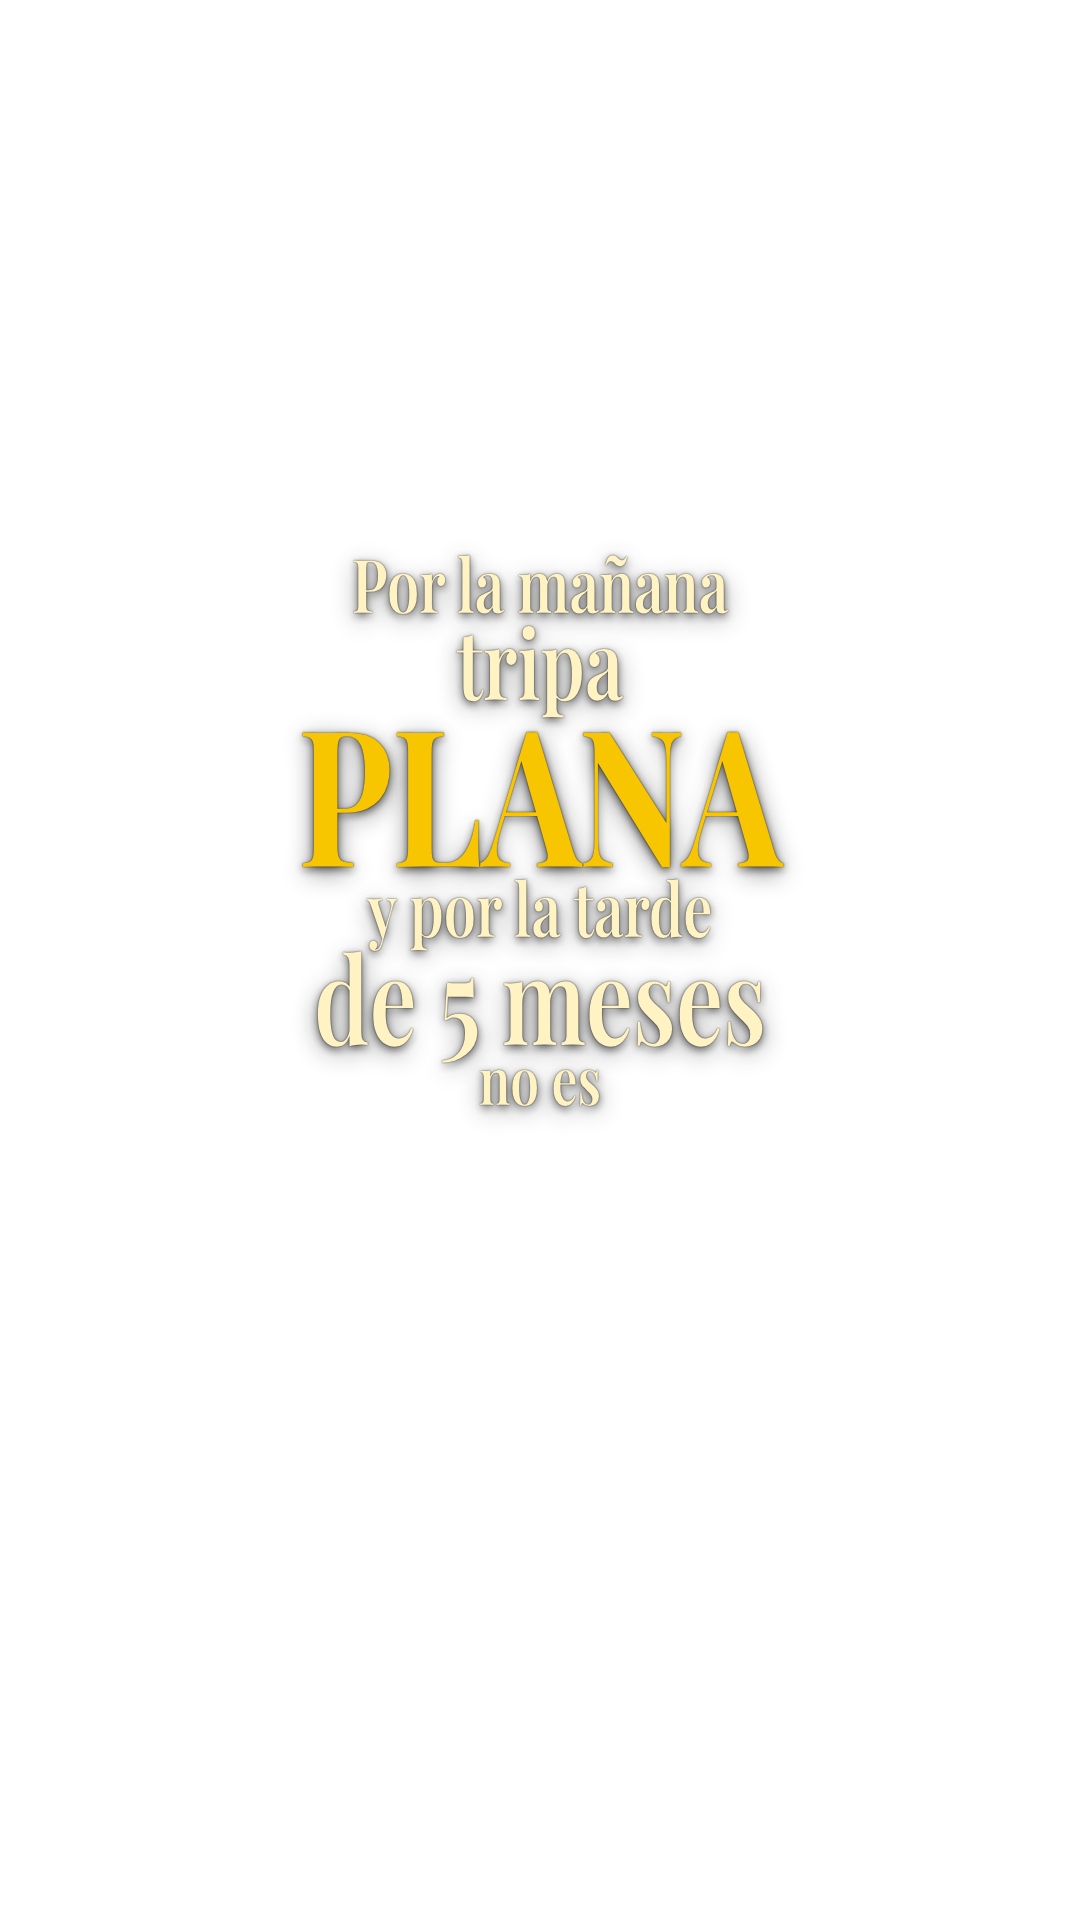 Por la mañana
tripa
PLANA
y por la tarde
de 5 meses
no es